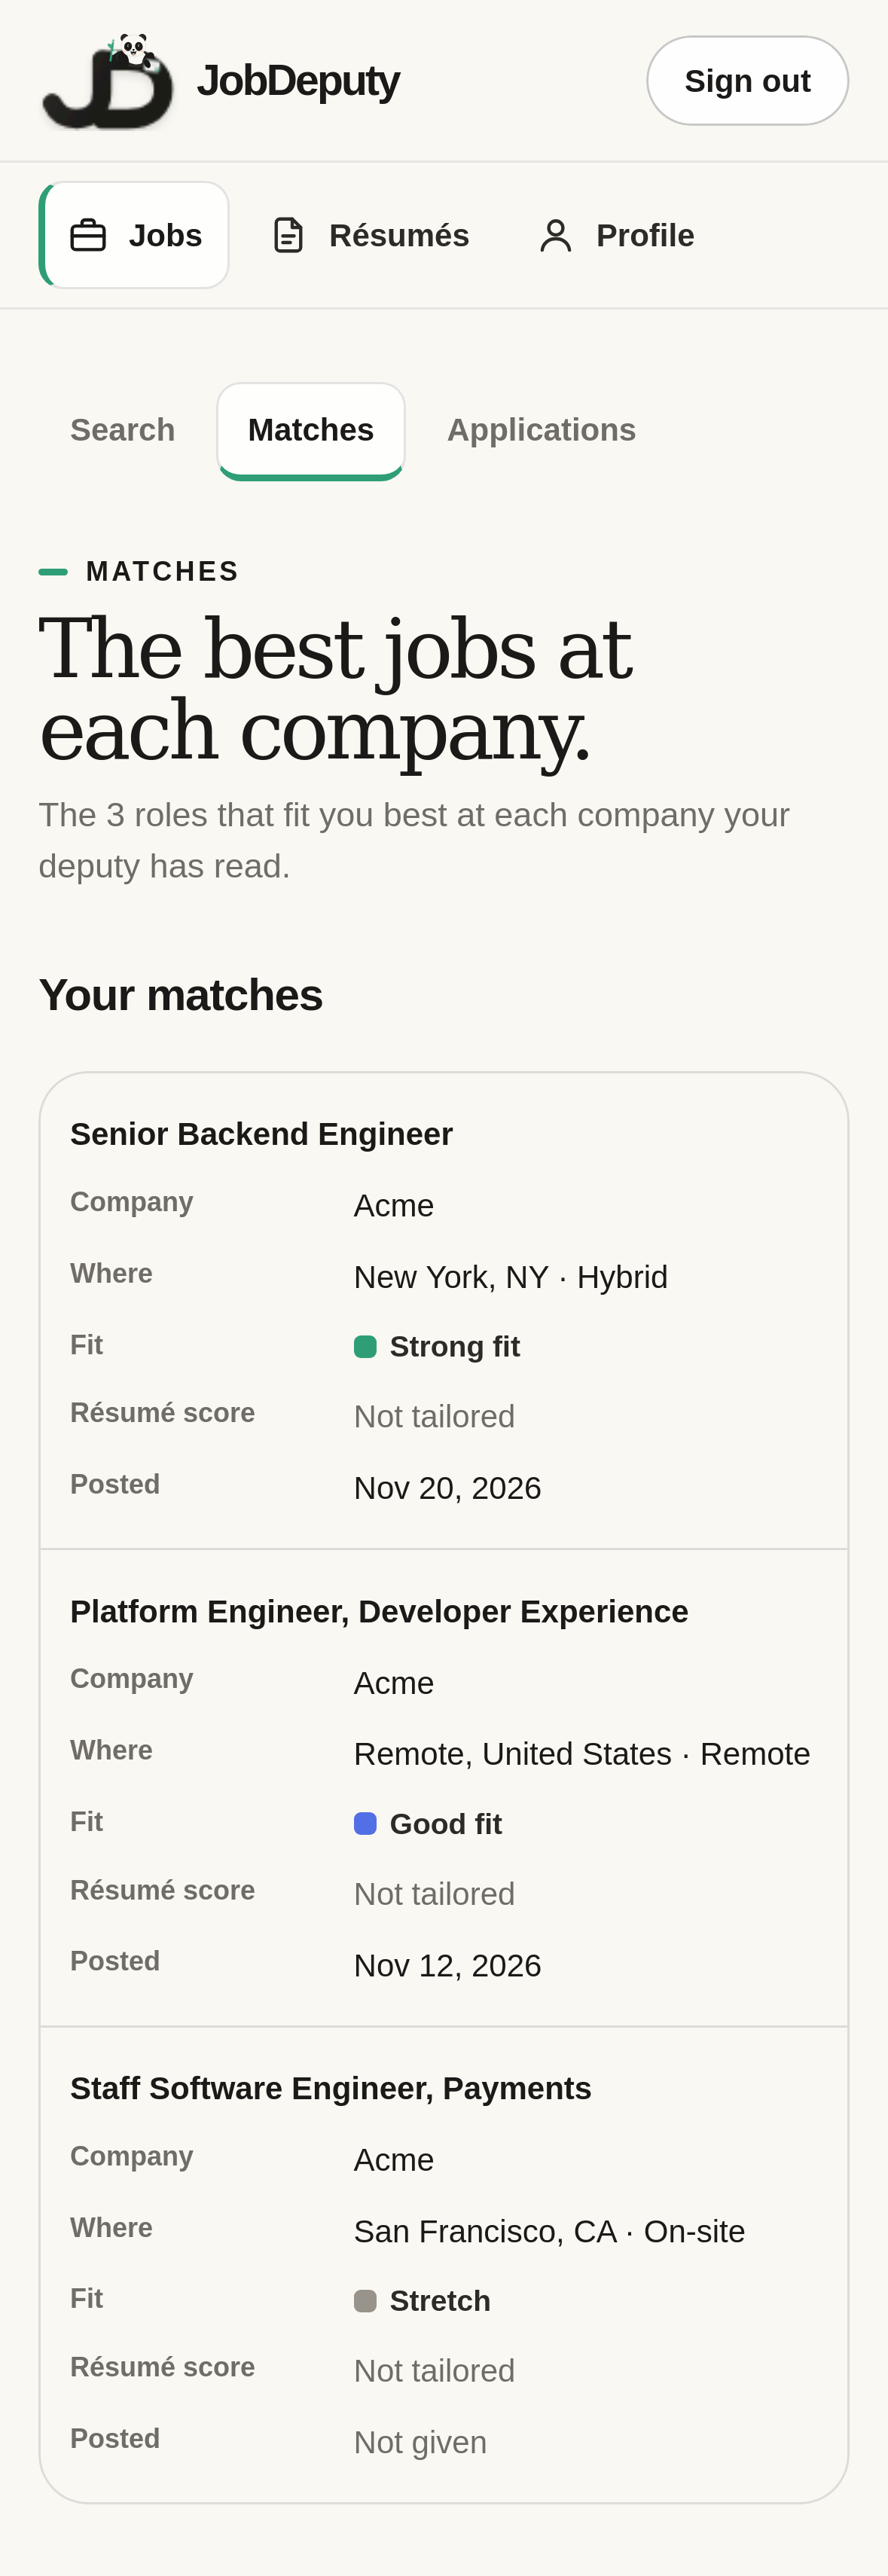 JD JobDeputy
Sign out
Jobs
Résumés
Profile
Search
Matches
Applications
MATCHES
The best jobs at
each company.
The 3 roles that fit you best at each company your
deputy has read.
Your matches
Senior Backend Engineer
Company Acme
Where New York, NY · Hybrid
Fit Strong fit
Résumé score Not tailored
Posted Nov 20, 2026
Platform Engineer, Developer Experience
Company Acme
Where Remote, United States · Remote
Fit Good fit
Résumé score Not tailored
Posted Nov 12, 2026
Staff Software Engineer, Payments
Company Acme
Where San Francisco, CA · On-site
Fit Stretch
Résumé score Not tailored
Posted Not given